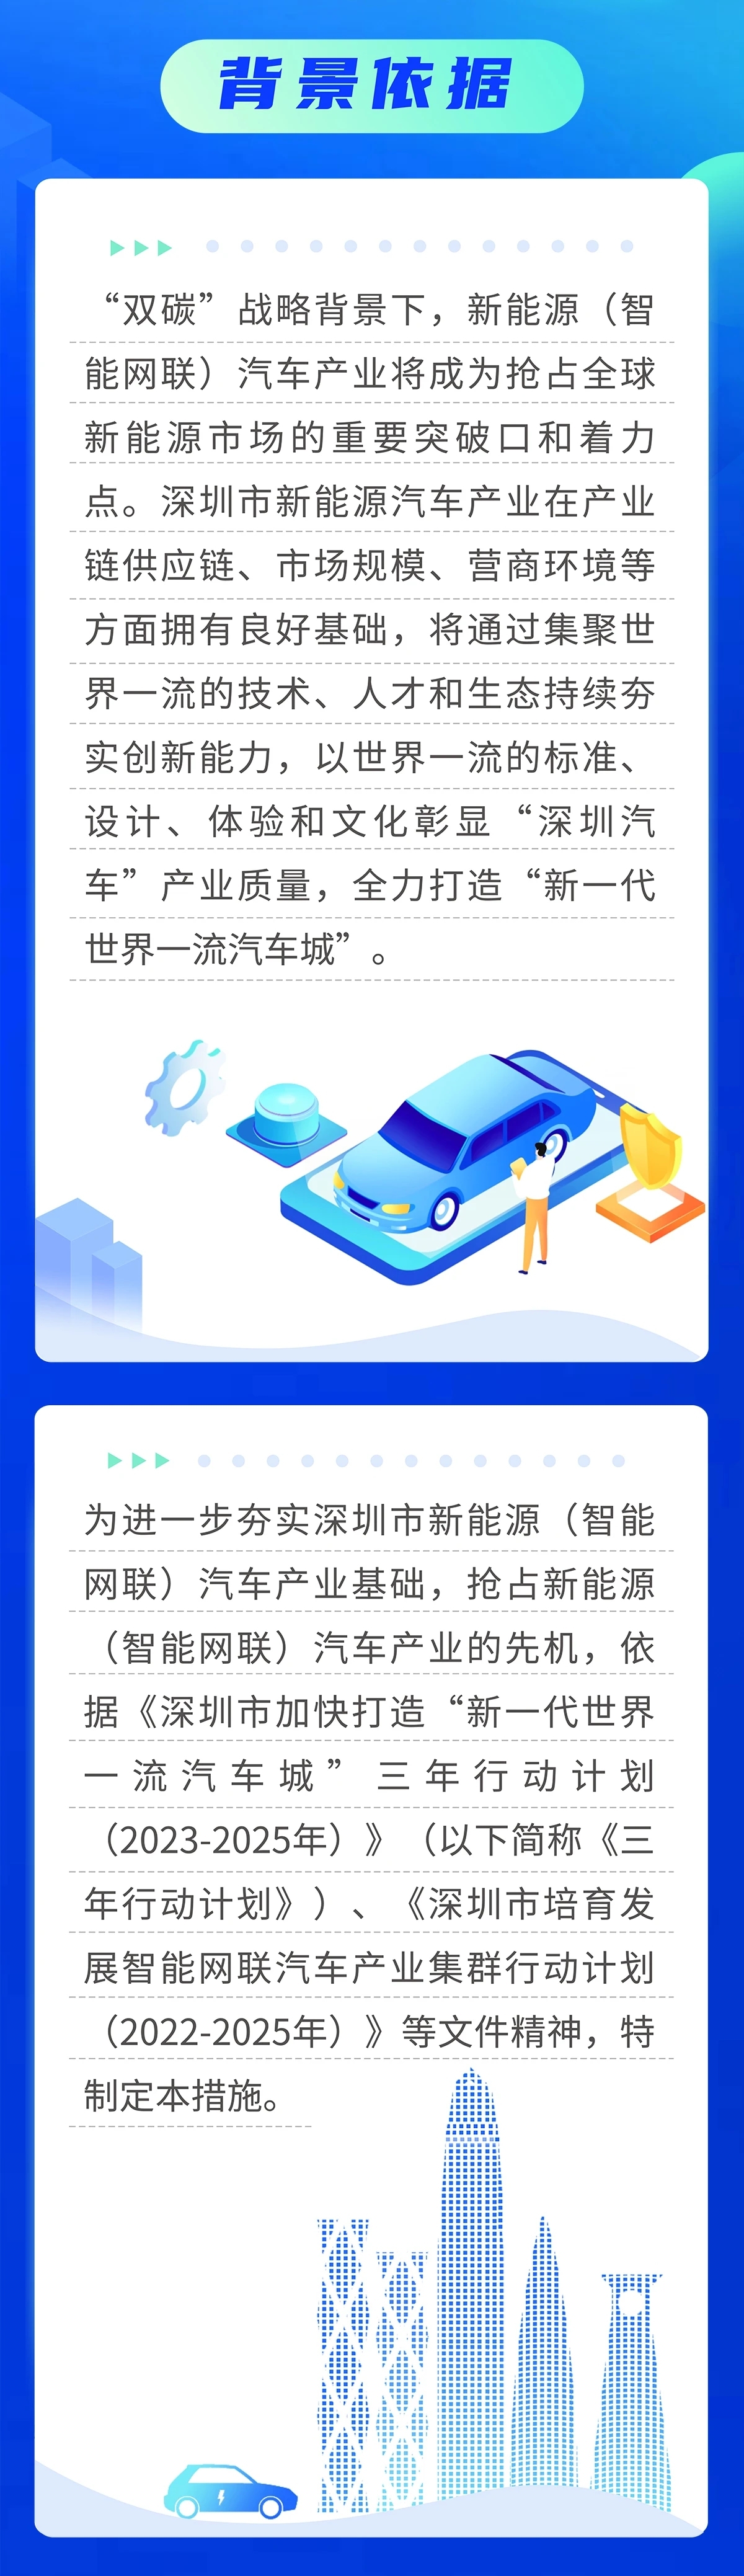 背景依据
“双碳”战略背景下，新能源（智
能网联）汽车产业将成为抢占全球
新能源市场的重要突破口和着力
点。深圳市新能源汽车产业在产业
链供应链、市场规模、营商环境等
方面拥有良好基础，将通过集聚世
界一流的技术、人才和生态持续夯
实创新能力，以世界一流的标准、
设计、体验和文化彰显“深圳汽
车”产业质量，全力打造“新一代
世界一流汽车城”。
为进一步夯实深圳市新能源（智能
网联）汽车产业基础，抢占新能源
（智能网联）汽车产业的先机，依
据《深圳市加快打造“新一代世界
一流汽车城”三年行动计划
（2023-2025年）》（以下简称《三
年行动计划》）、《深圳市培育发
展智能网联汽车产业集群行动计划
（2022-2025年）》等文件精神，特
制定本措施。